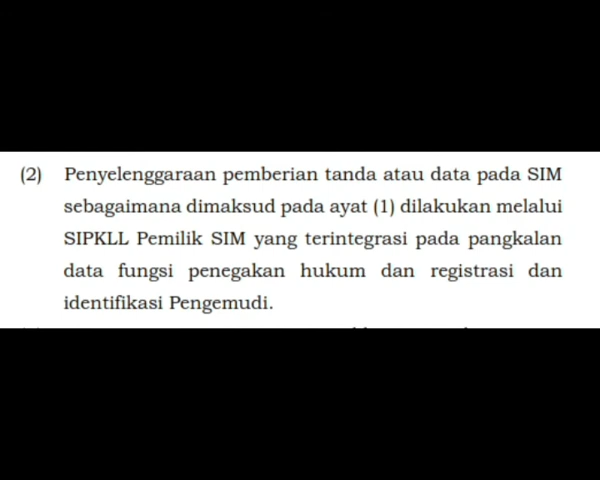 (2) Penyelenggaraan pemberian tanda atau data pada SIM
sebagaimana dimaksud pada ayat (1) dilakukan melalui
SIPKLL Pemilik SIM yang terintegrasi pada pangkalan
data fungsi penegakan hukum dan registrasi dan
identifikasi Pengemudi.